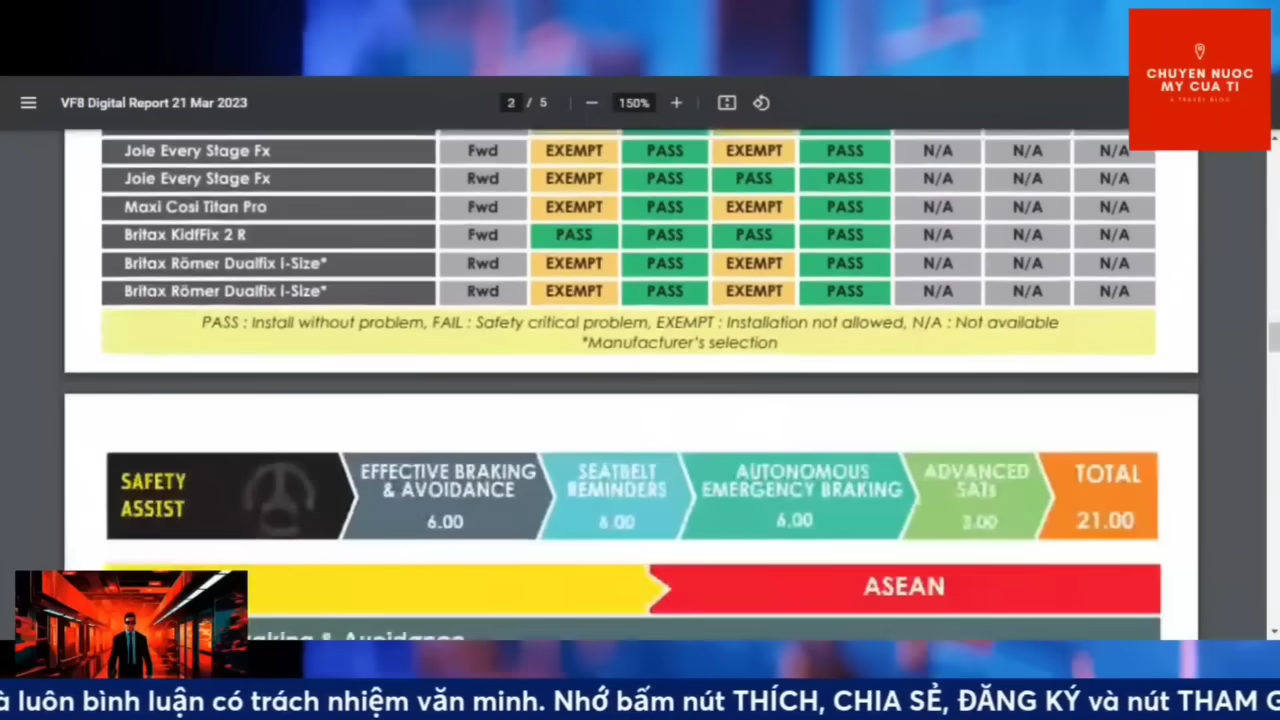 CHUYEN NUOC
MY CUA TI
A TRAVEL BLOG
VF8 Digital Report 21 Mar 2023
2 / 5
150%
Joie Every Stage Fx Fwd EXEMPT PASS EXEMPT PASS N/A N/A N/A
Joie Every Stage Fx Rwd EXEMPT PASS PASS PASS N/A N/A N/A
Maxi Cosi Titan Pro Fwd EXEMPT PASS EXEMPT PASS N/A N/A N/A
Britax KidfFix 2 R Fwd PASS PASS PASS PASS N/A N/A N/A
Britax Römer Dualfix i-Size* Rwd EXEMPT PASS EXEMPT PASS N/A N/A N/A
Britax Römer Dualfix i-Size* Rwd EXEMPT PASS EXEMPT PASS N/A N/A N/A
PASS : Install without problem, FAIL : Safety critical problem, EXEMPT : Installation not allowed, N/A : Not available
*Manufacturer's selection
SAFETY
ASSIST
EFFECTIVE BRAKING
& AVOIDANCE
6.00
SEATBELT
REMINDERS
6.00
AUTONOMOUS
EMERGENCY BRAKING
6.00
ADVANCED
SATs
3.00
TOTAL
21.00
ASEAN
& Avoidance
à luôn bình luận có trách nhiệm văn minh. Nhớ bấm nút THÍCH, CHIA SẺ, ĐĂNG KÝ và nút THAM G